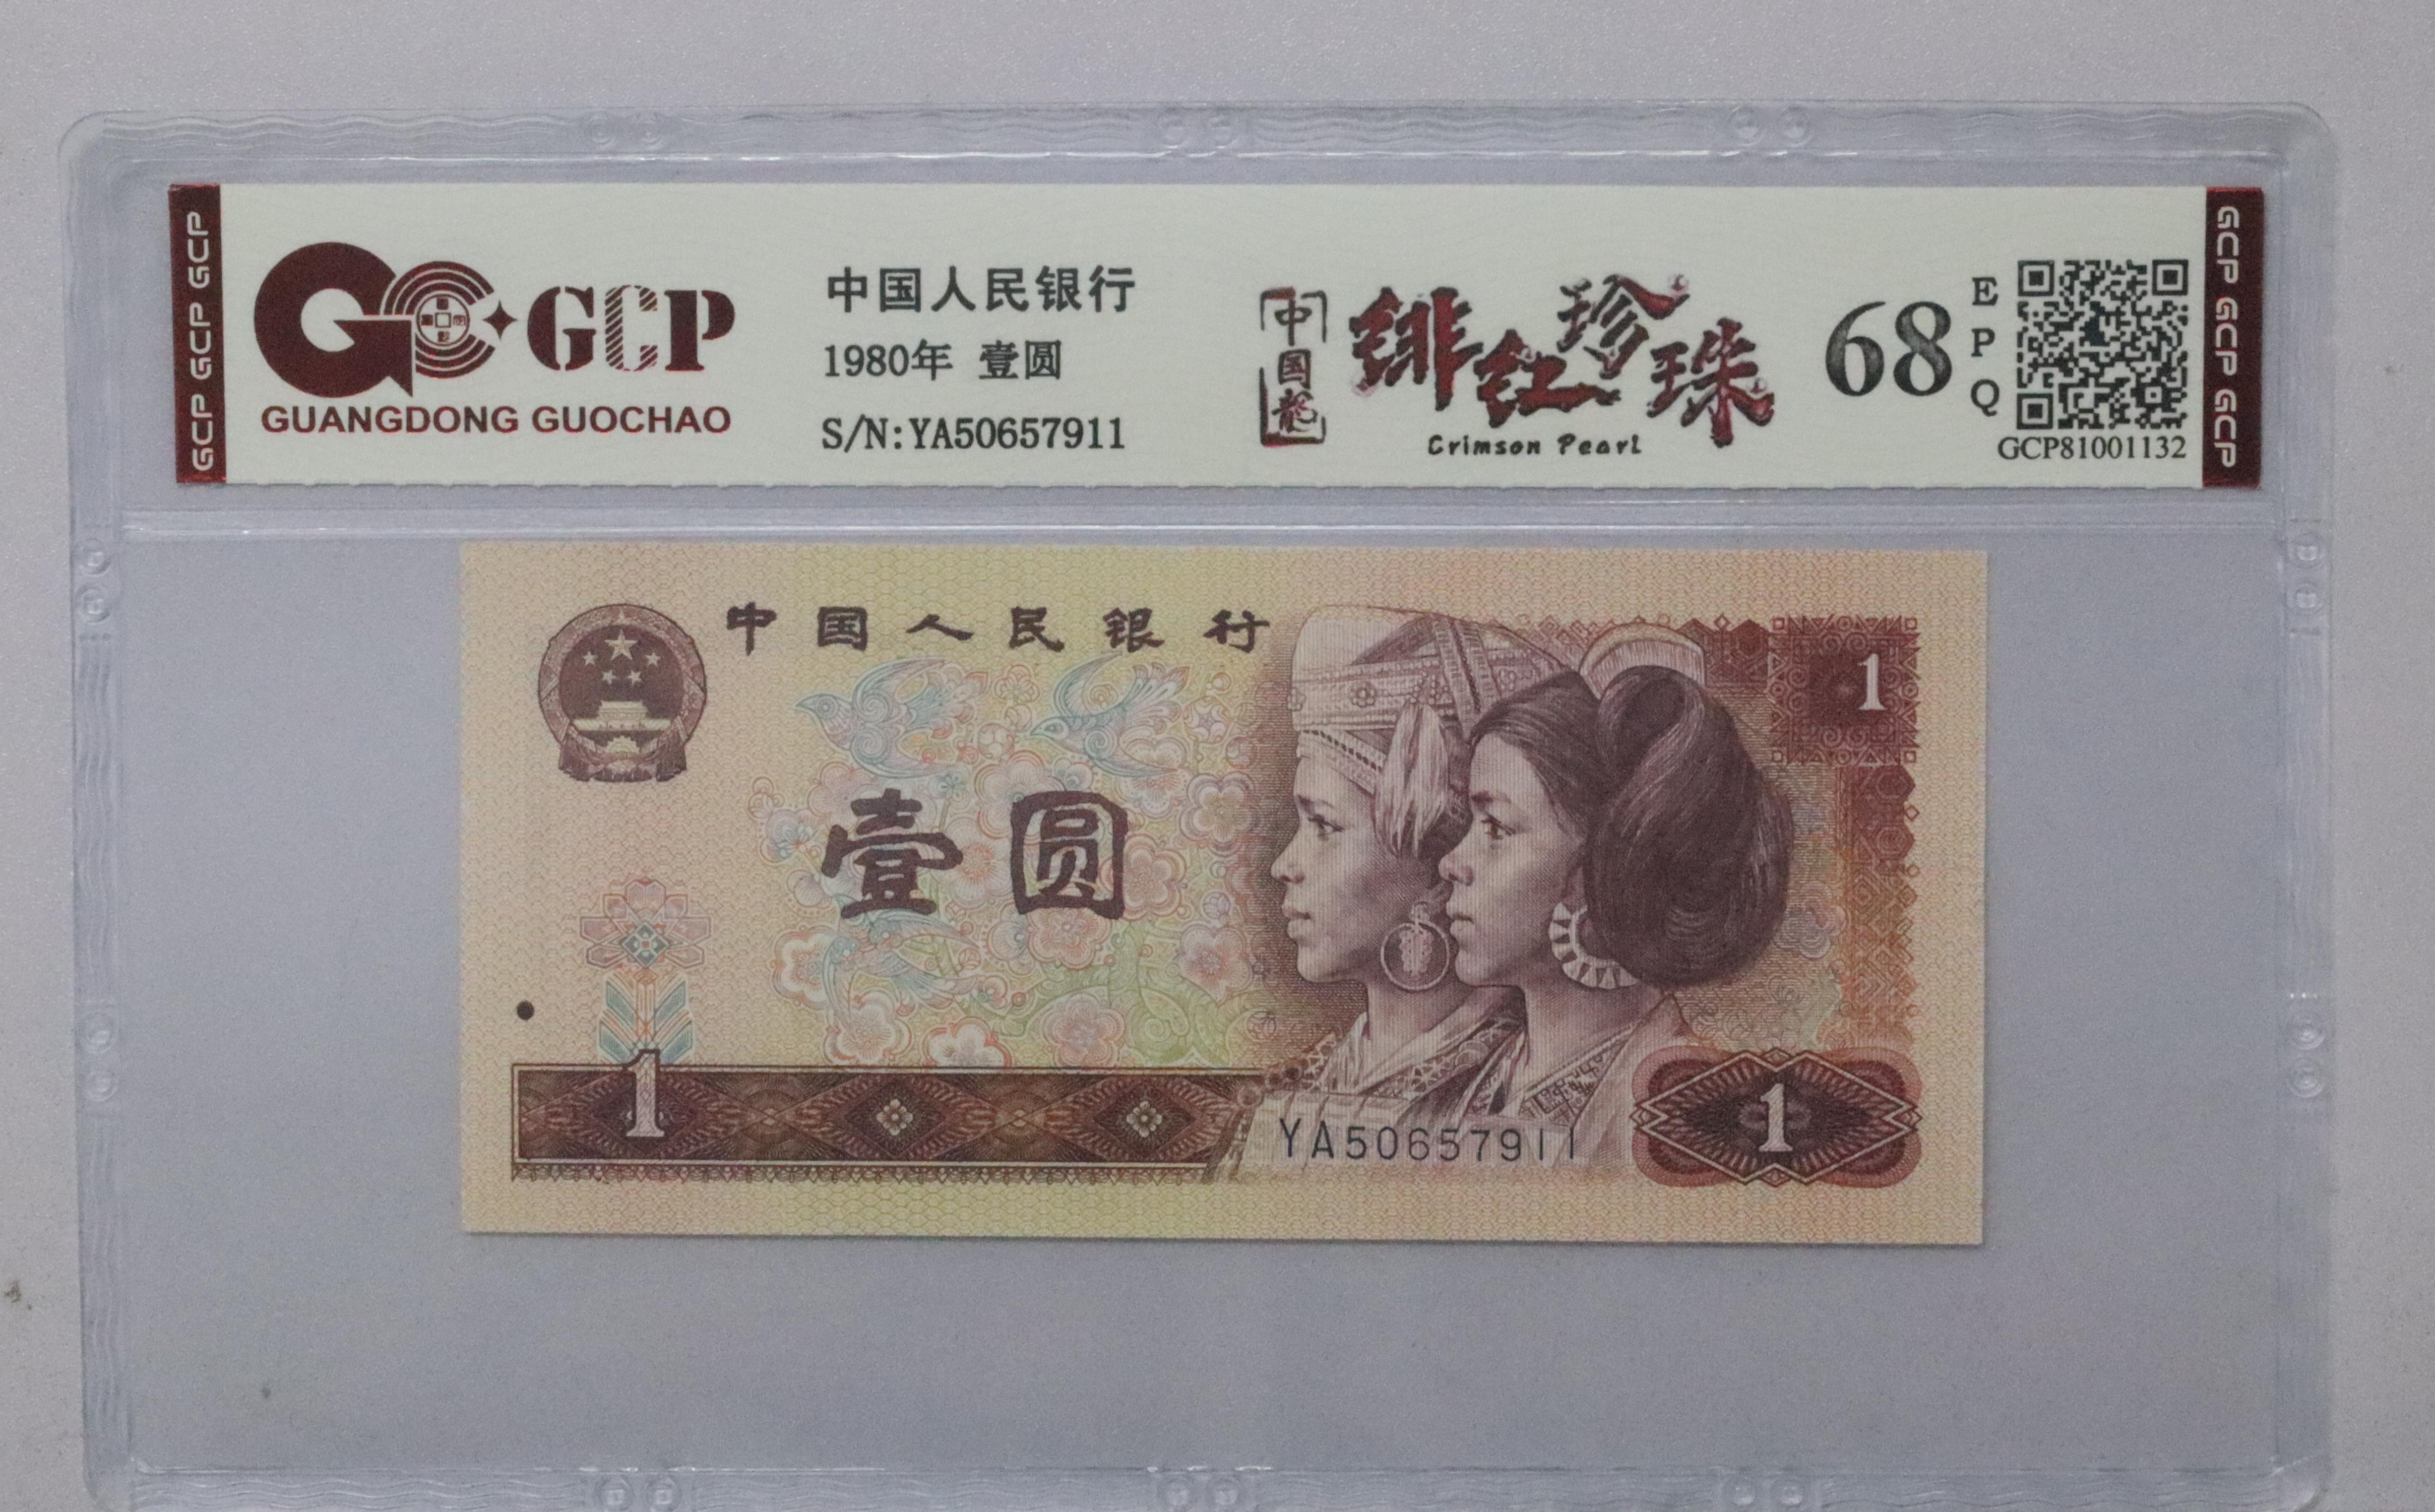 GCP GCP GCP
GCP
GUANGDONG GUOCHAO
中国人民银行
1980年 壹圆
S/N:YA50657911
中国龍
绯红珍珠
Crimson Pearl
68
EPQ
GCP81001132
GCP GCP GCP
中国人民银行
1
壹圆
1
YA50657911
1